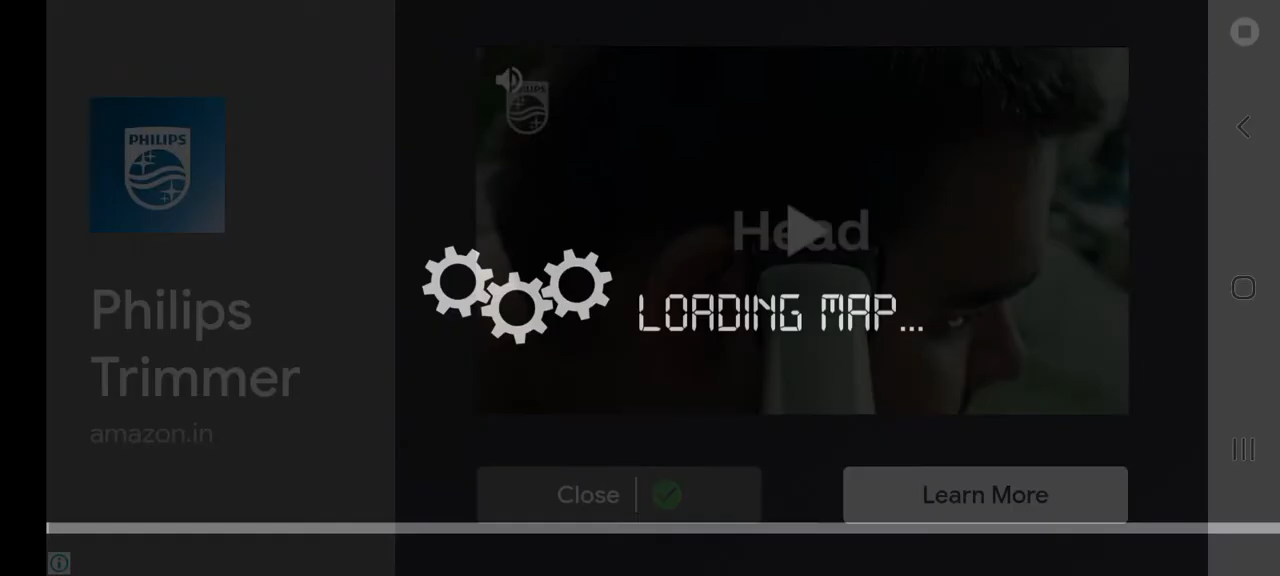 PHILIPS
Philips
Trimmer
amazon.in
PHILIPS
Head
LOADING MAP...
Close
Learn More